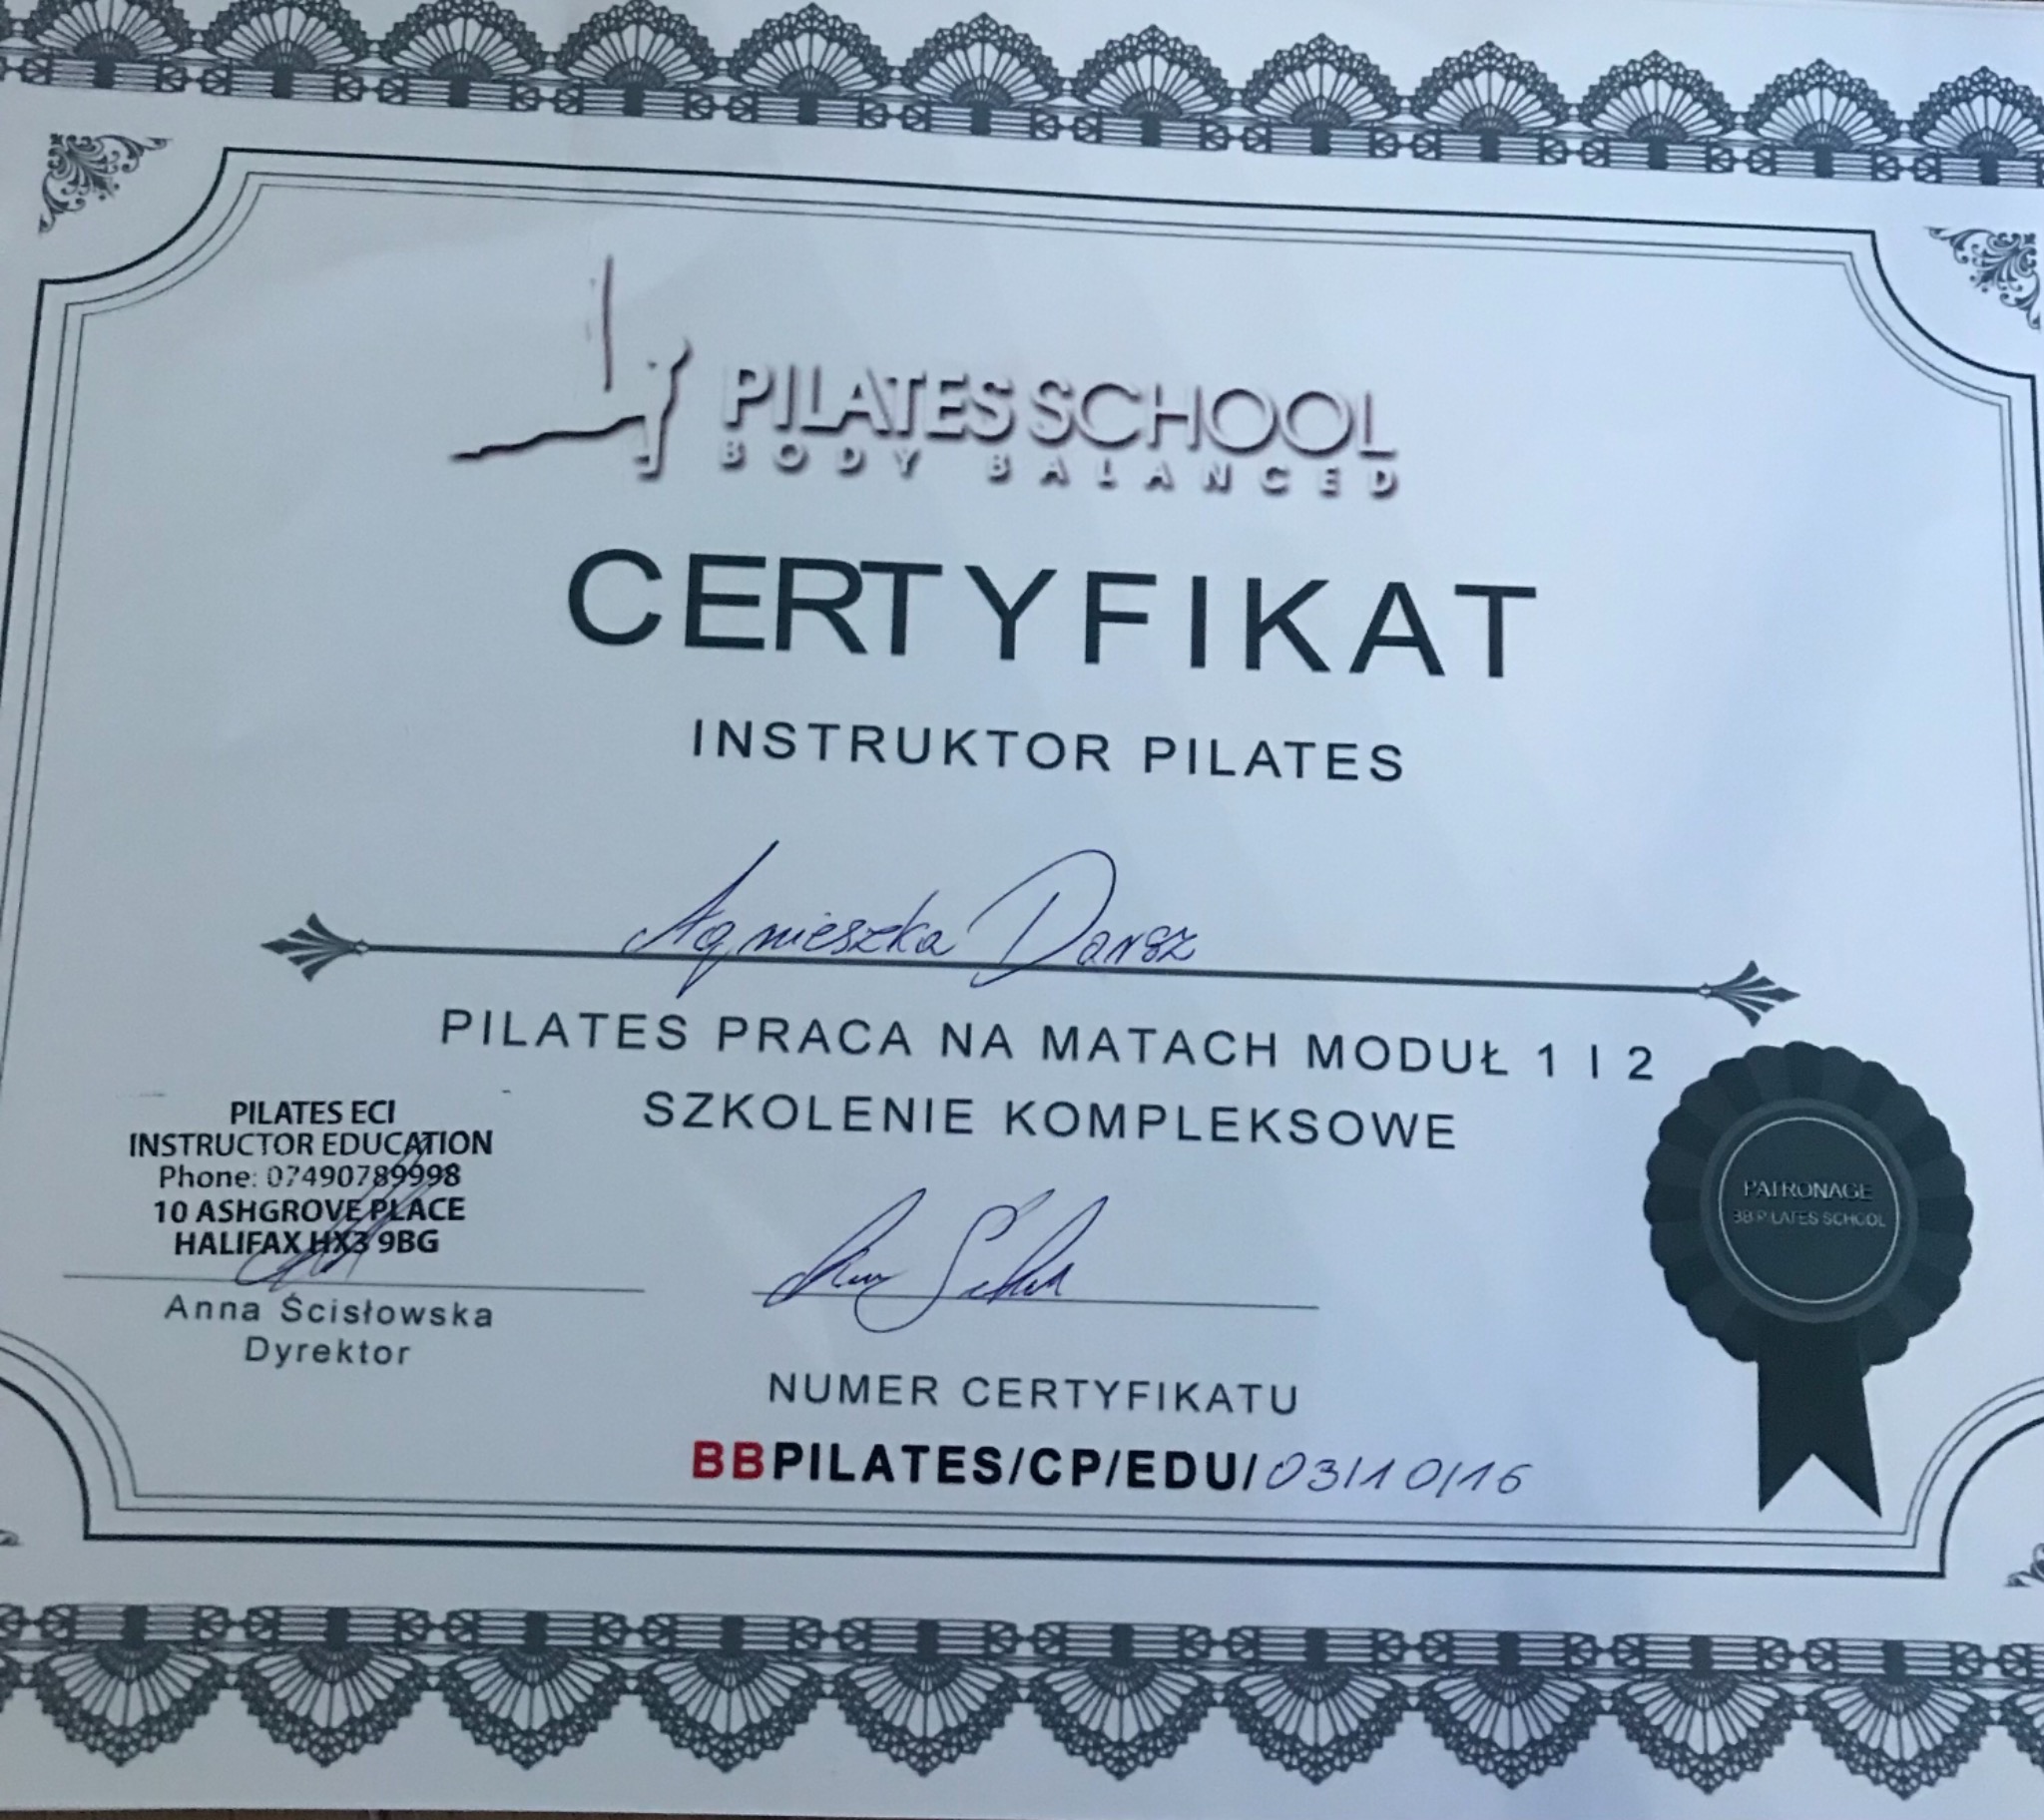 PILATES SCHOOL
BODY BALANCED
CERTYFIKAT
INSTRUKTOR PILATES
Agnieszka Darsz
PILATES PRACA NA MATACH MODUŁ 1 I 2
SZKOLENIE KOMPLEKSOWE
PILATES ECI
INSTRUCTOR EDUCATION
Phone: 07490789998
10 ASHGROVE PLACE
HALIFAX HX3 9BG
Anna Ścisłowska
Dyrektor
PATRONAGE
BB PILATES SCHOOL
NUMER CERTYFIKATU
BBPILATES/CP/EDU/03/10/16